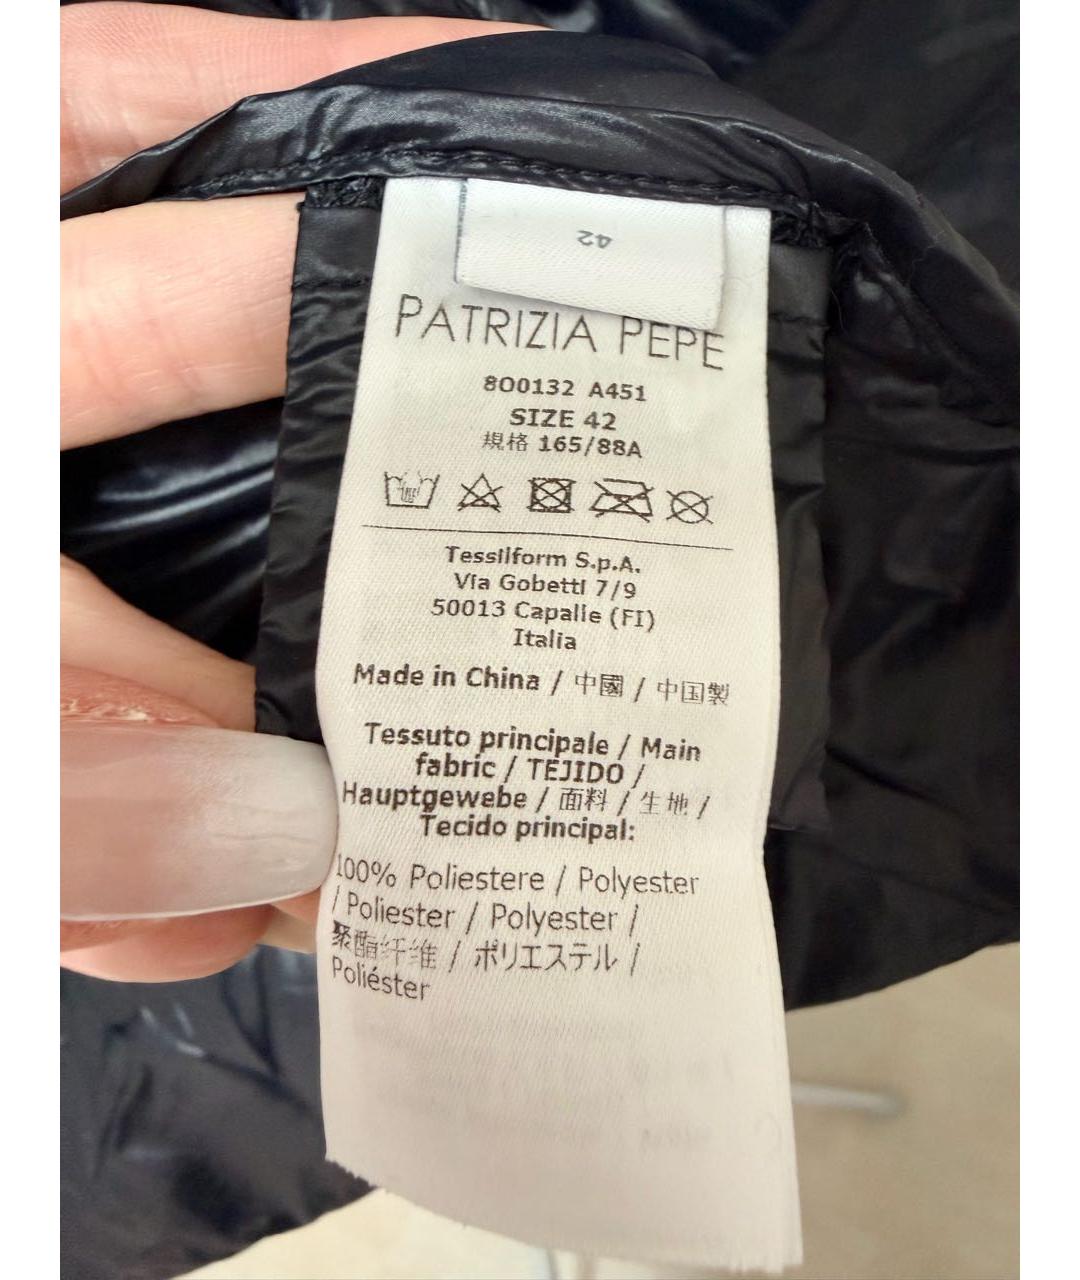 42
PATRIZIA PEPE
8O0132 A451
SIZE 42
規格 165/88A
Tessilform S.p.A.
Via Gobetti 7/9
50013 Capalle (FI)
Italia
Made in China / 中國 / 中国製
Tessuto principale / Main
fabric / TEJIDO /
Hauptgewebe / 面料 / 生地 /
Tecido principal:
100% Poliestere / Polyester
/ Poliester / Polyester /
聚酯纤维 / ポリエステル /
Poliéster